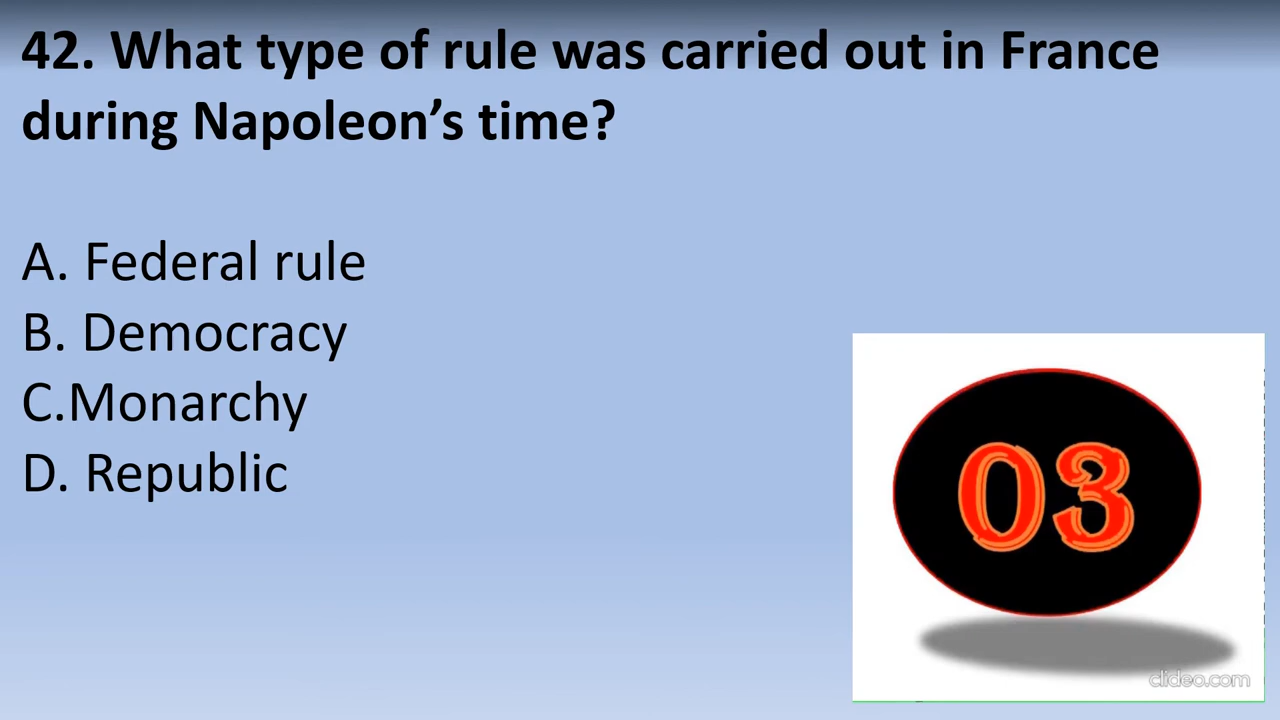 42. What type of rule was carried out in France
during Napoleon’s time?
A. Federal rule
B. Democracy
C.Monarchy
D. Republic
03
clideo.com